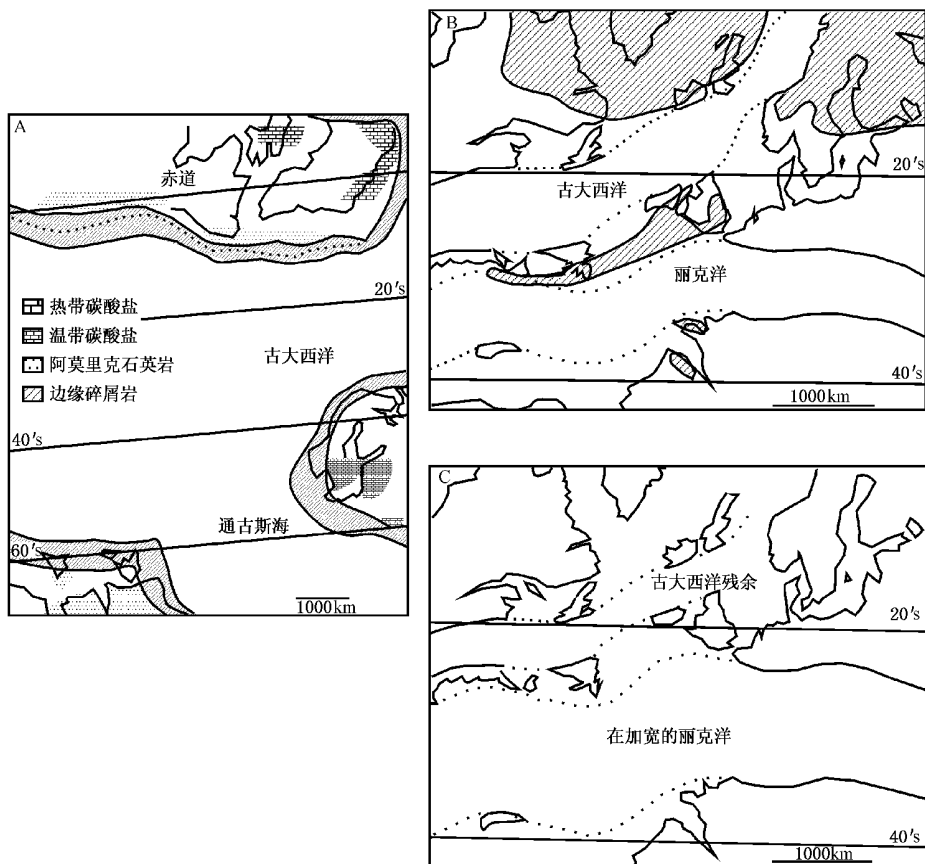 A
赤道
20's
热带碳酸盐
温带碳酸盐
阿莫里克石英岩
边缘碎屑岩
古大西洋
40's
通古斯海
60's
1000km
B
20's
古大西洋
丽克洋
40's
1000km
C
古大西洋残余
20's
在加宽的丽克洋
40's
1000km